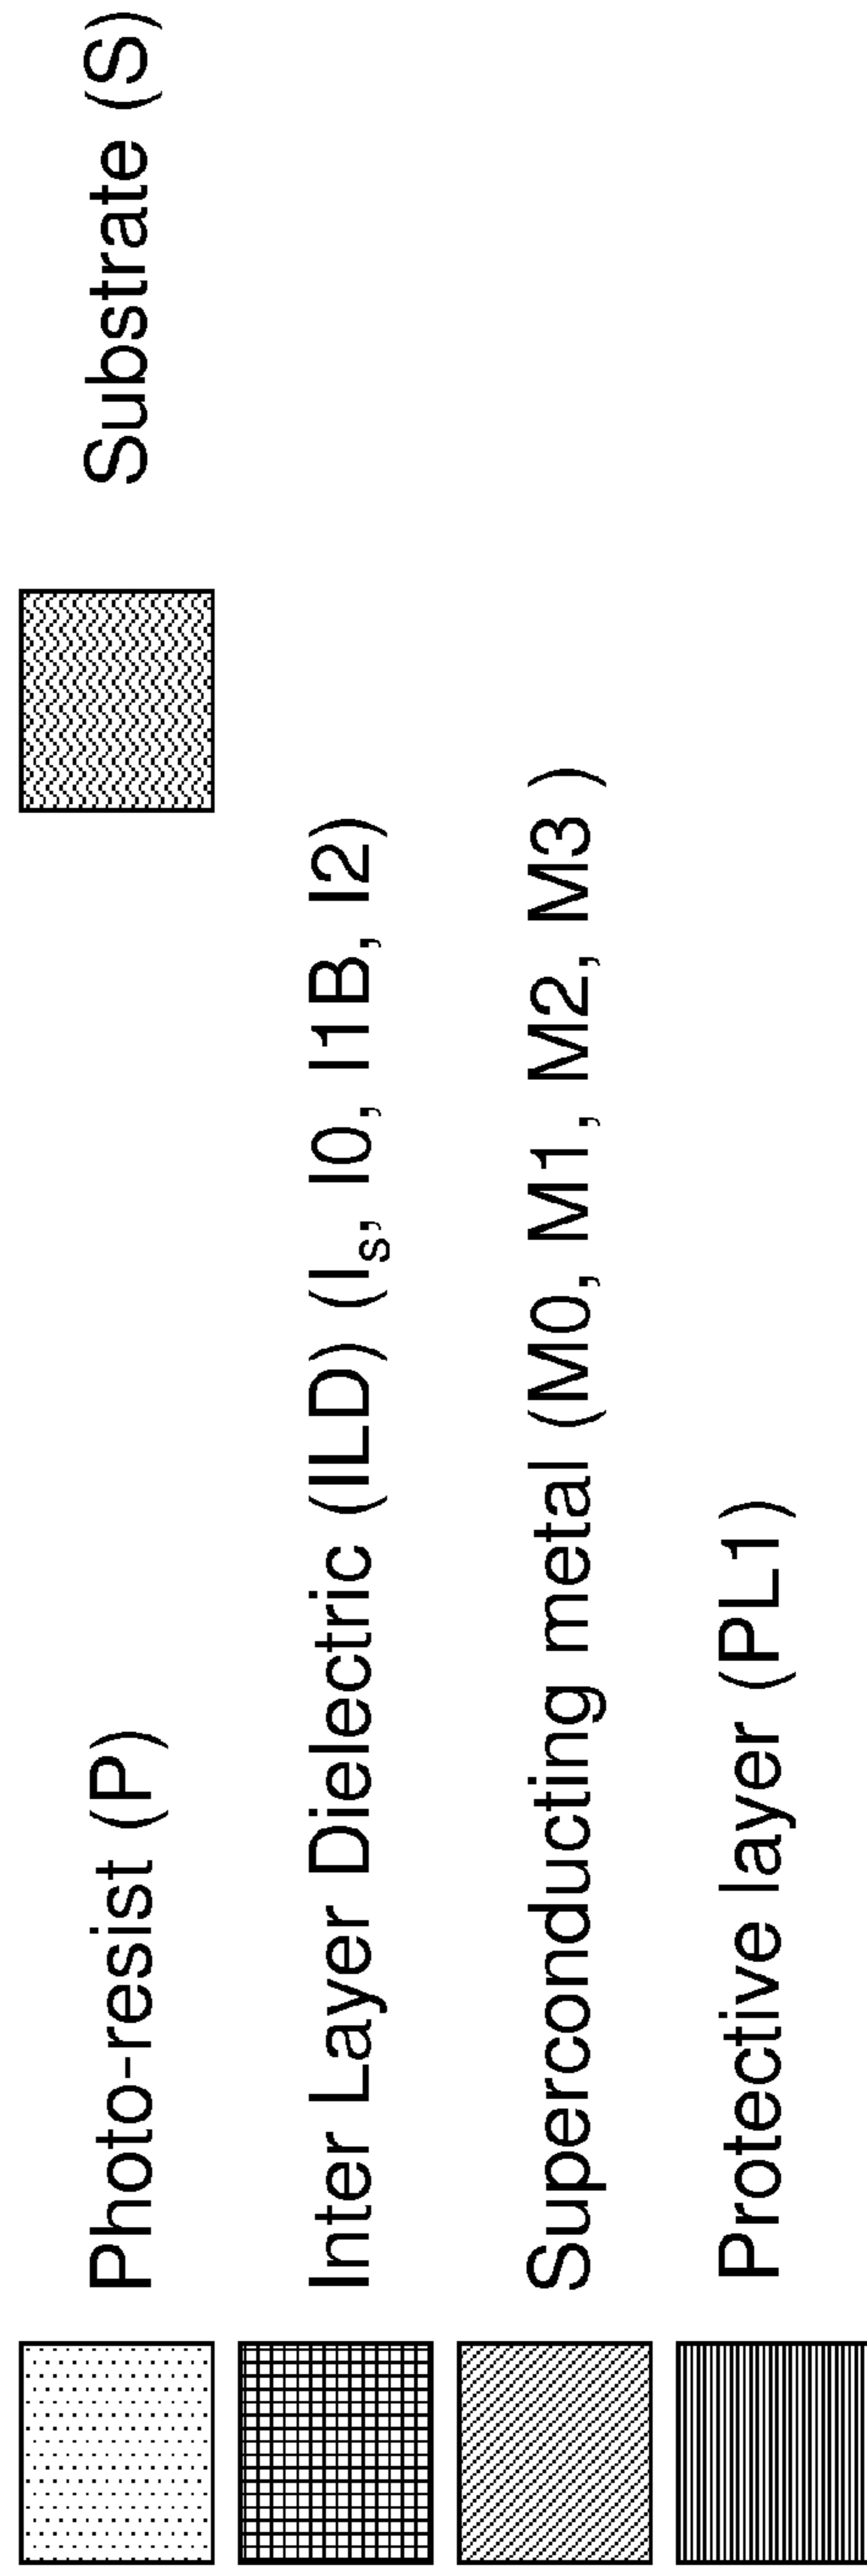 Photo-resist (P)
Substrate (S)
Inter Layer Dielectric (ILD) (Iₛ, I0, I1B, I2)
Superconducting metal (M0, M1, M2, M3 )
Protective layer (PL1)